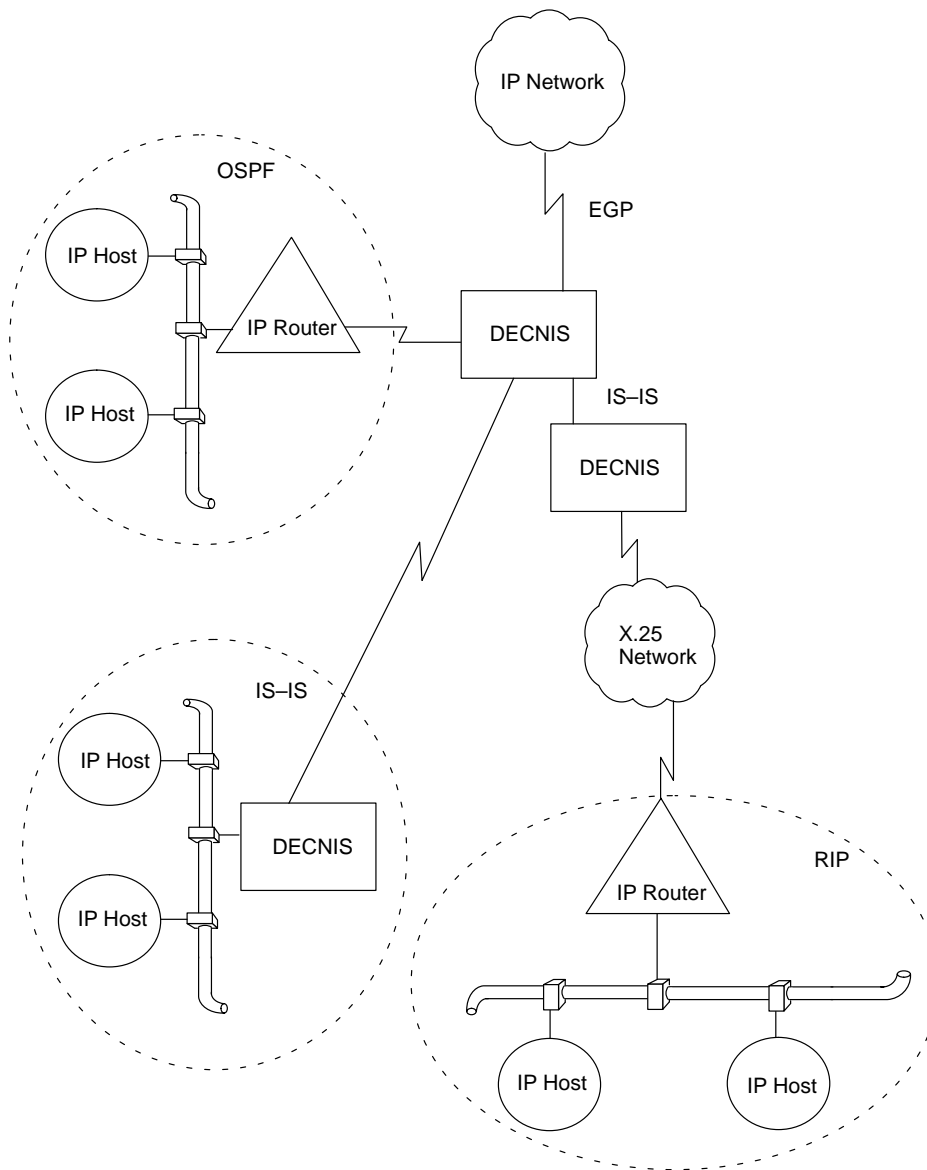 IP Network
OSPF
EGP
IP Host
IP Router
DECNIS
IP Host
IS–IS
DECNIS
X.25
Network
IS–IS
IP Host
DECNIS
IP Host
RIP
IP Router
IP Host
IP Host